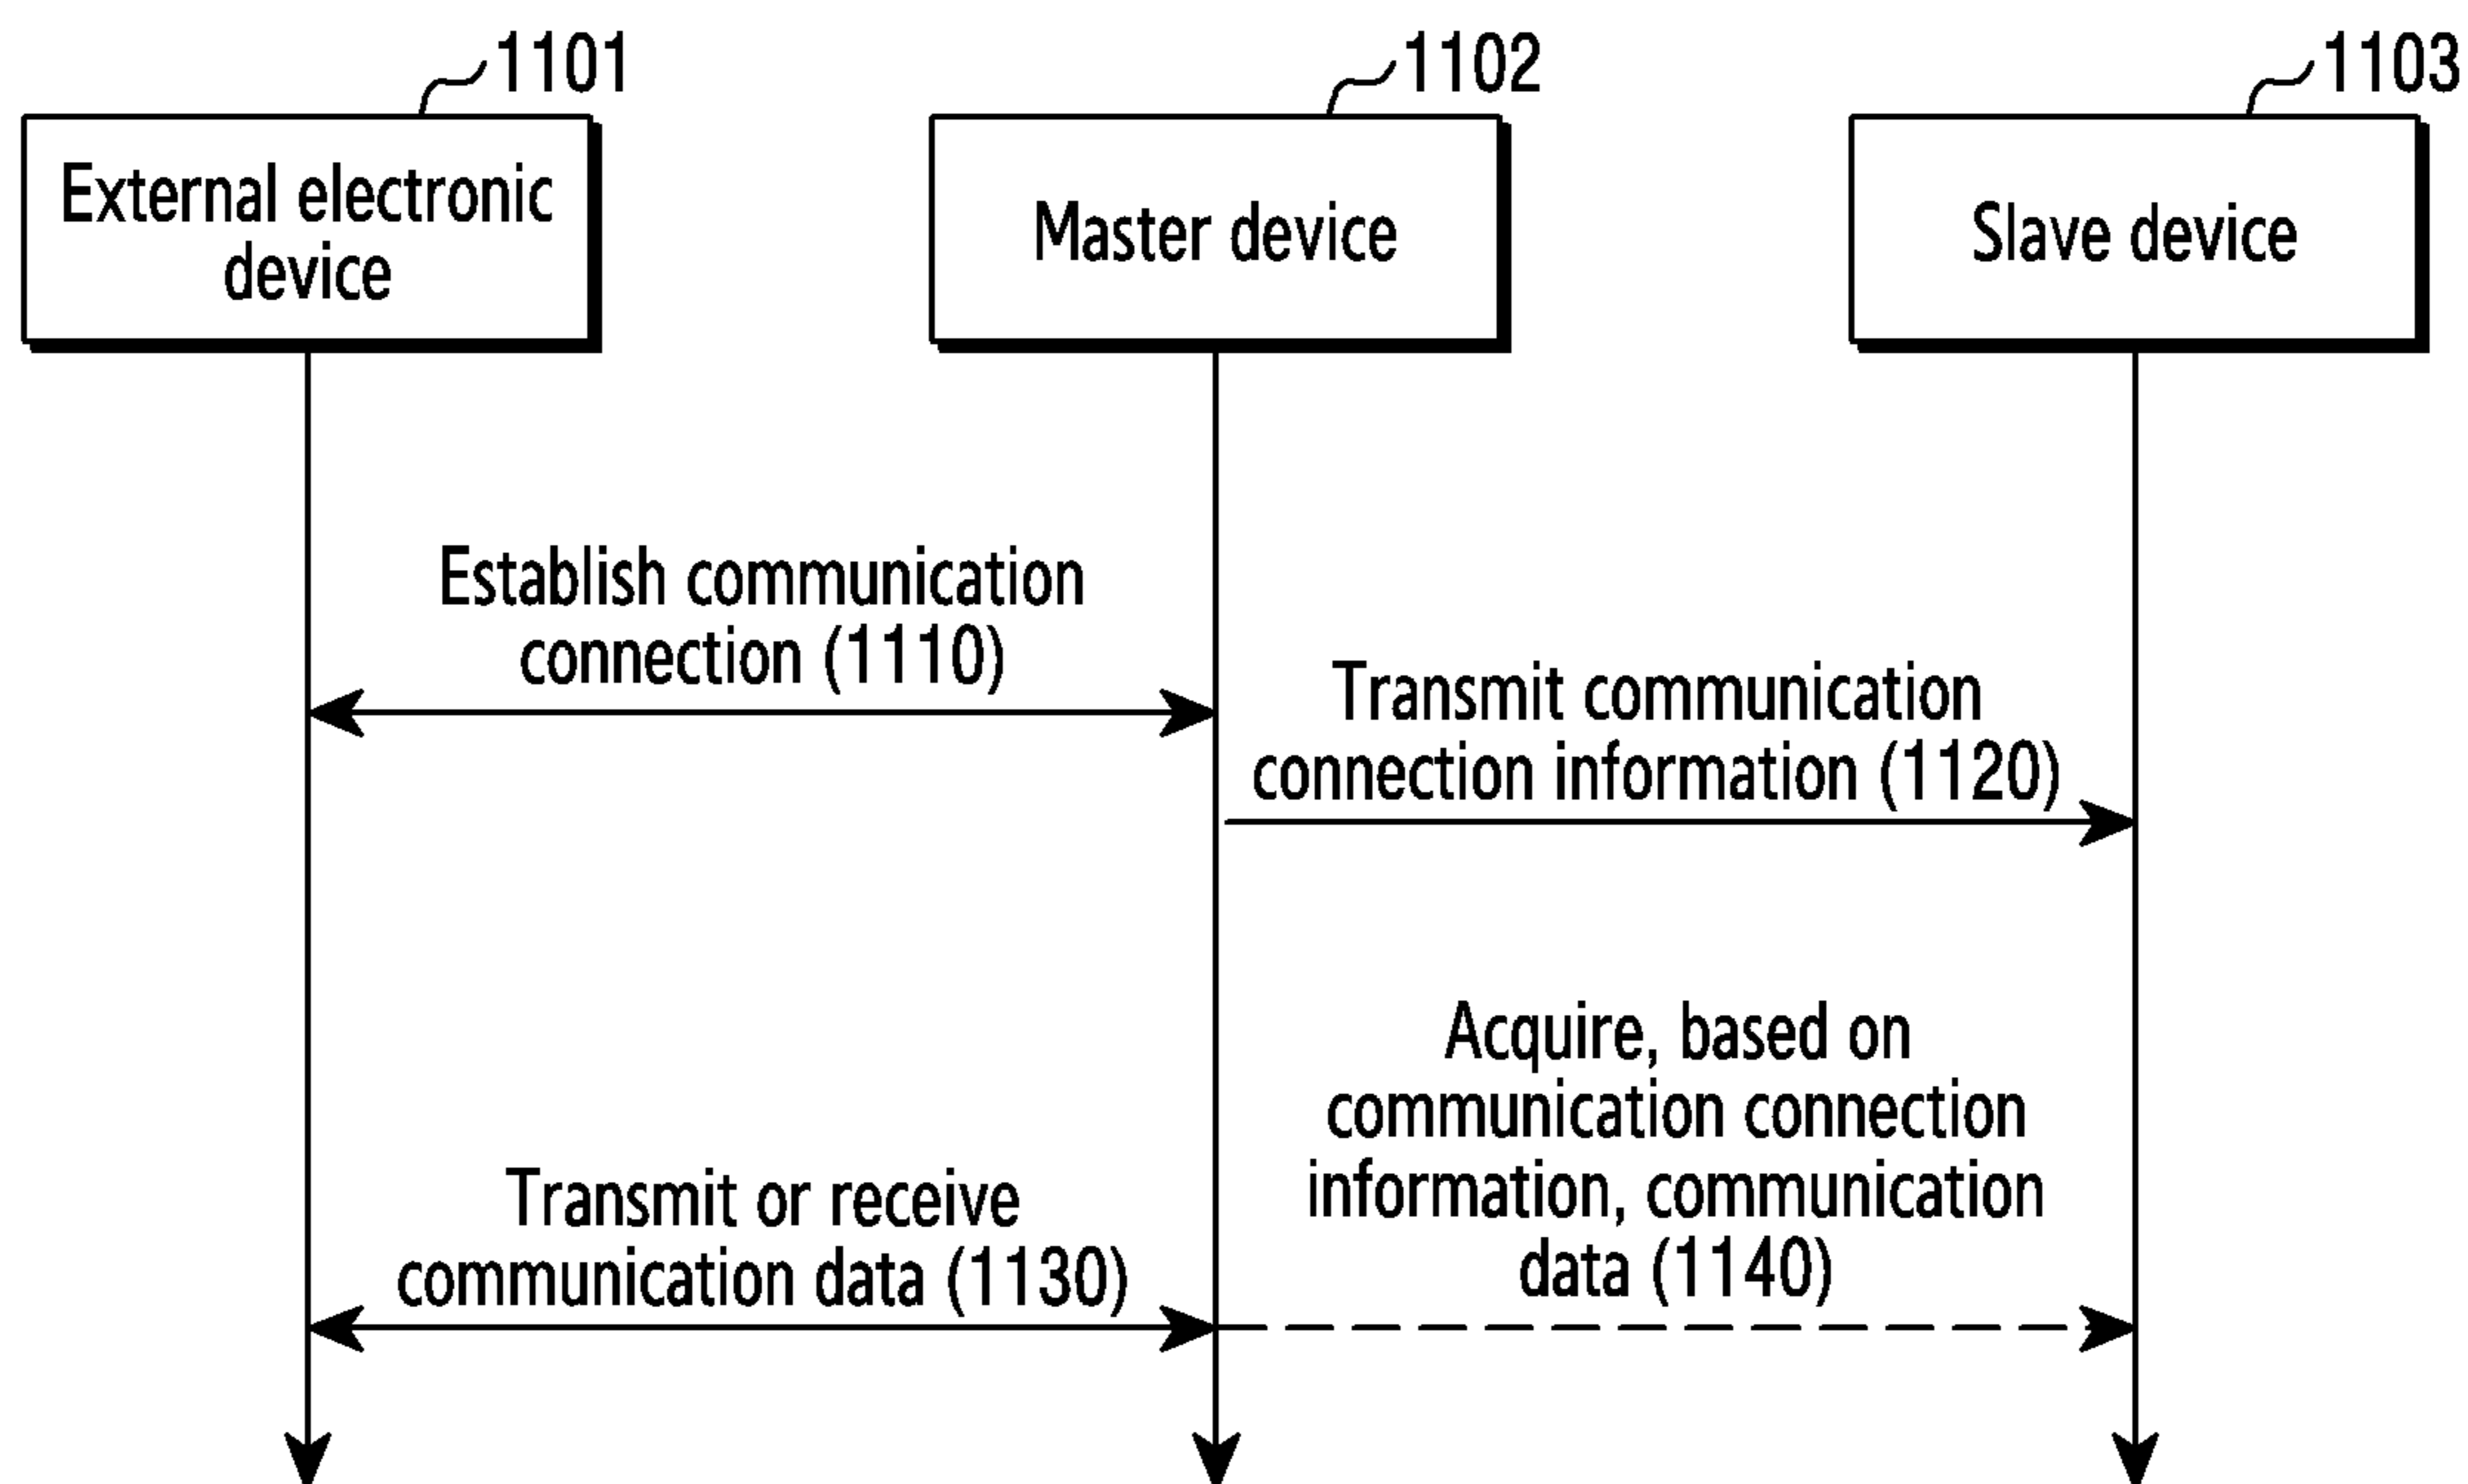 1101
1102
1103
External electronic
device
Master device
Slave device
Establish communication
connection (1110)
Transmit communication
connection information (1120)
Acquire, based on
communication connection
information, communication
data (1140)
Transmit or receive
communication data (1130)